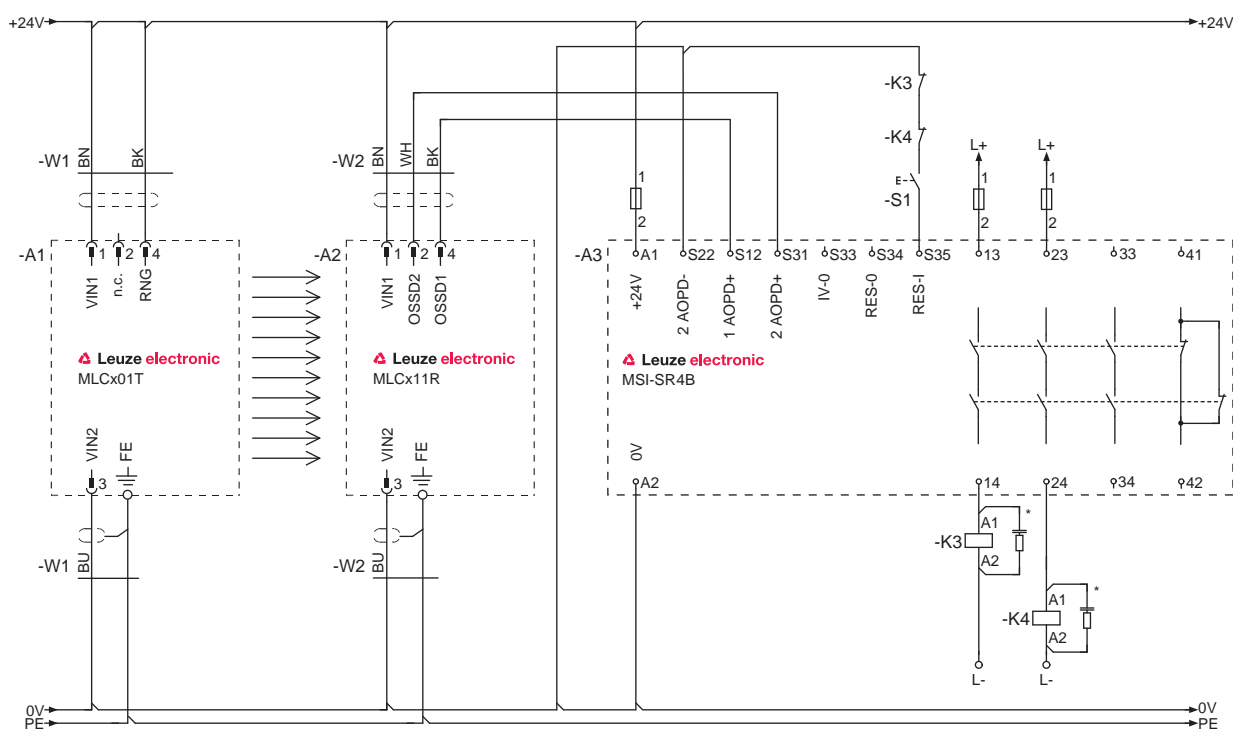 +24V
+24V
-K3
-K4
L+
L+
-W1
BN
BK
-W2
BN
WH
BK
E
-S1
1
2
1
2
1
2
-A1
1
2
4
-A2
1
2
4
-A3
A1
S22
S12
S31
S33
S34
S35
13
23
33
41
VIN1
n.c.
RNG
VIN1
OSSD2
OSSD1
+24V
2 AOPD-
1 AOPD+
2 AOPD+
IV-0
RES-0
RES-I
Leuze electronic
MLCx01T
Leuze electronic
MLCx11R
Leuze electronic
MSI-SR4B
VIN2
FE
VIN2
FE
0V
3
3
A2
14
24
34
42
-W1
BU
-W2
BU
-K3
A1
A2
*
-K4
A1
A2
*
L-
L-
0V
0V
PE
PE